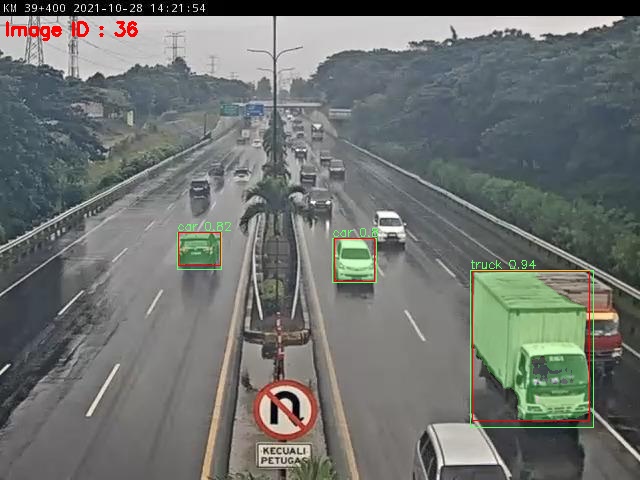 KM 39+400 2021-10-28 14:21:54
Image ID : 36
car 0.82
car 0.8
truck 0.94
KECUALI
PETUGAS